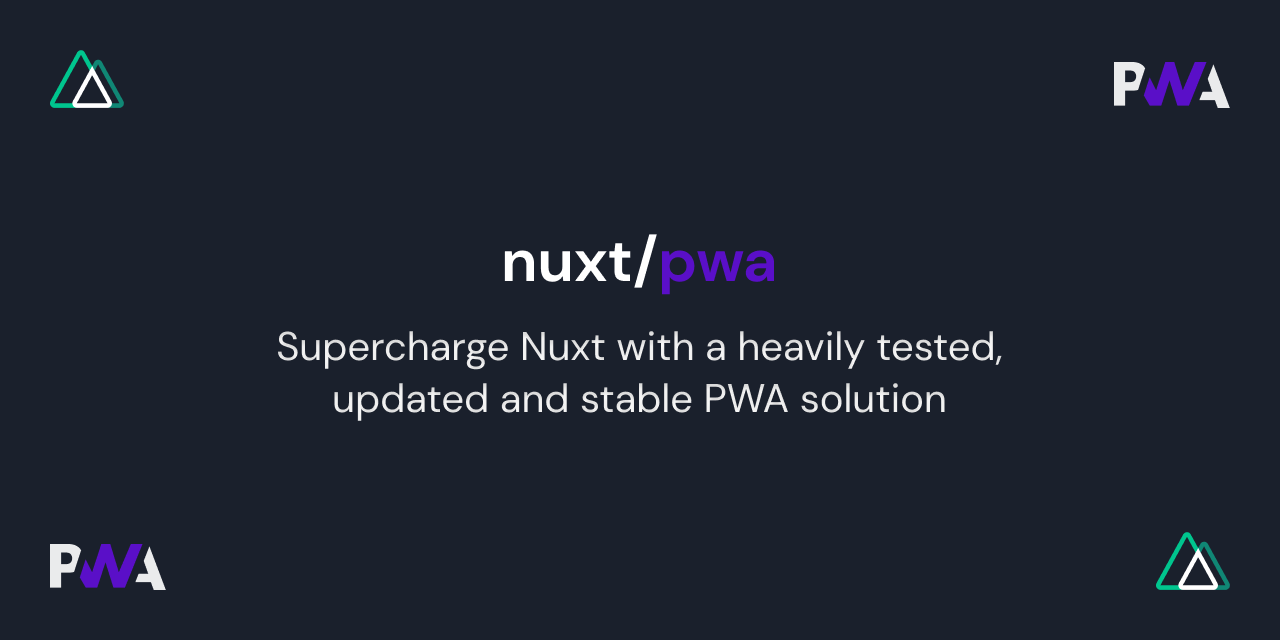 PWA
nuxt/pwa
Supercharge Nuxt with a heavily tested,
updated and stable PWA solution
PWA